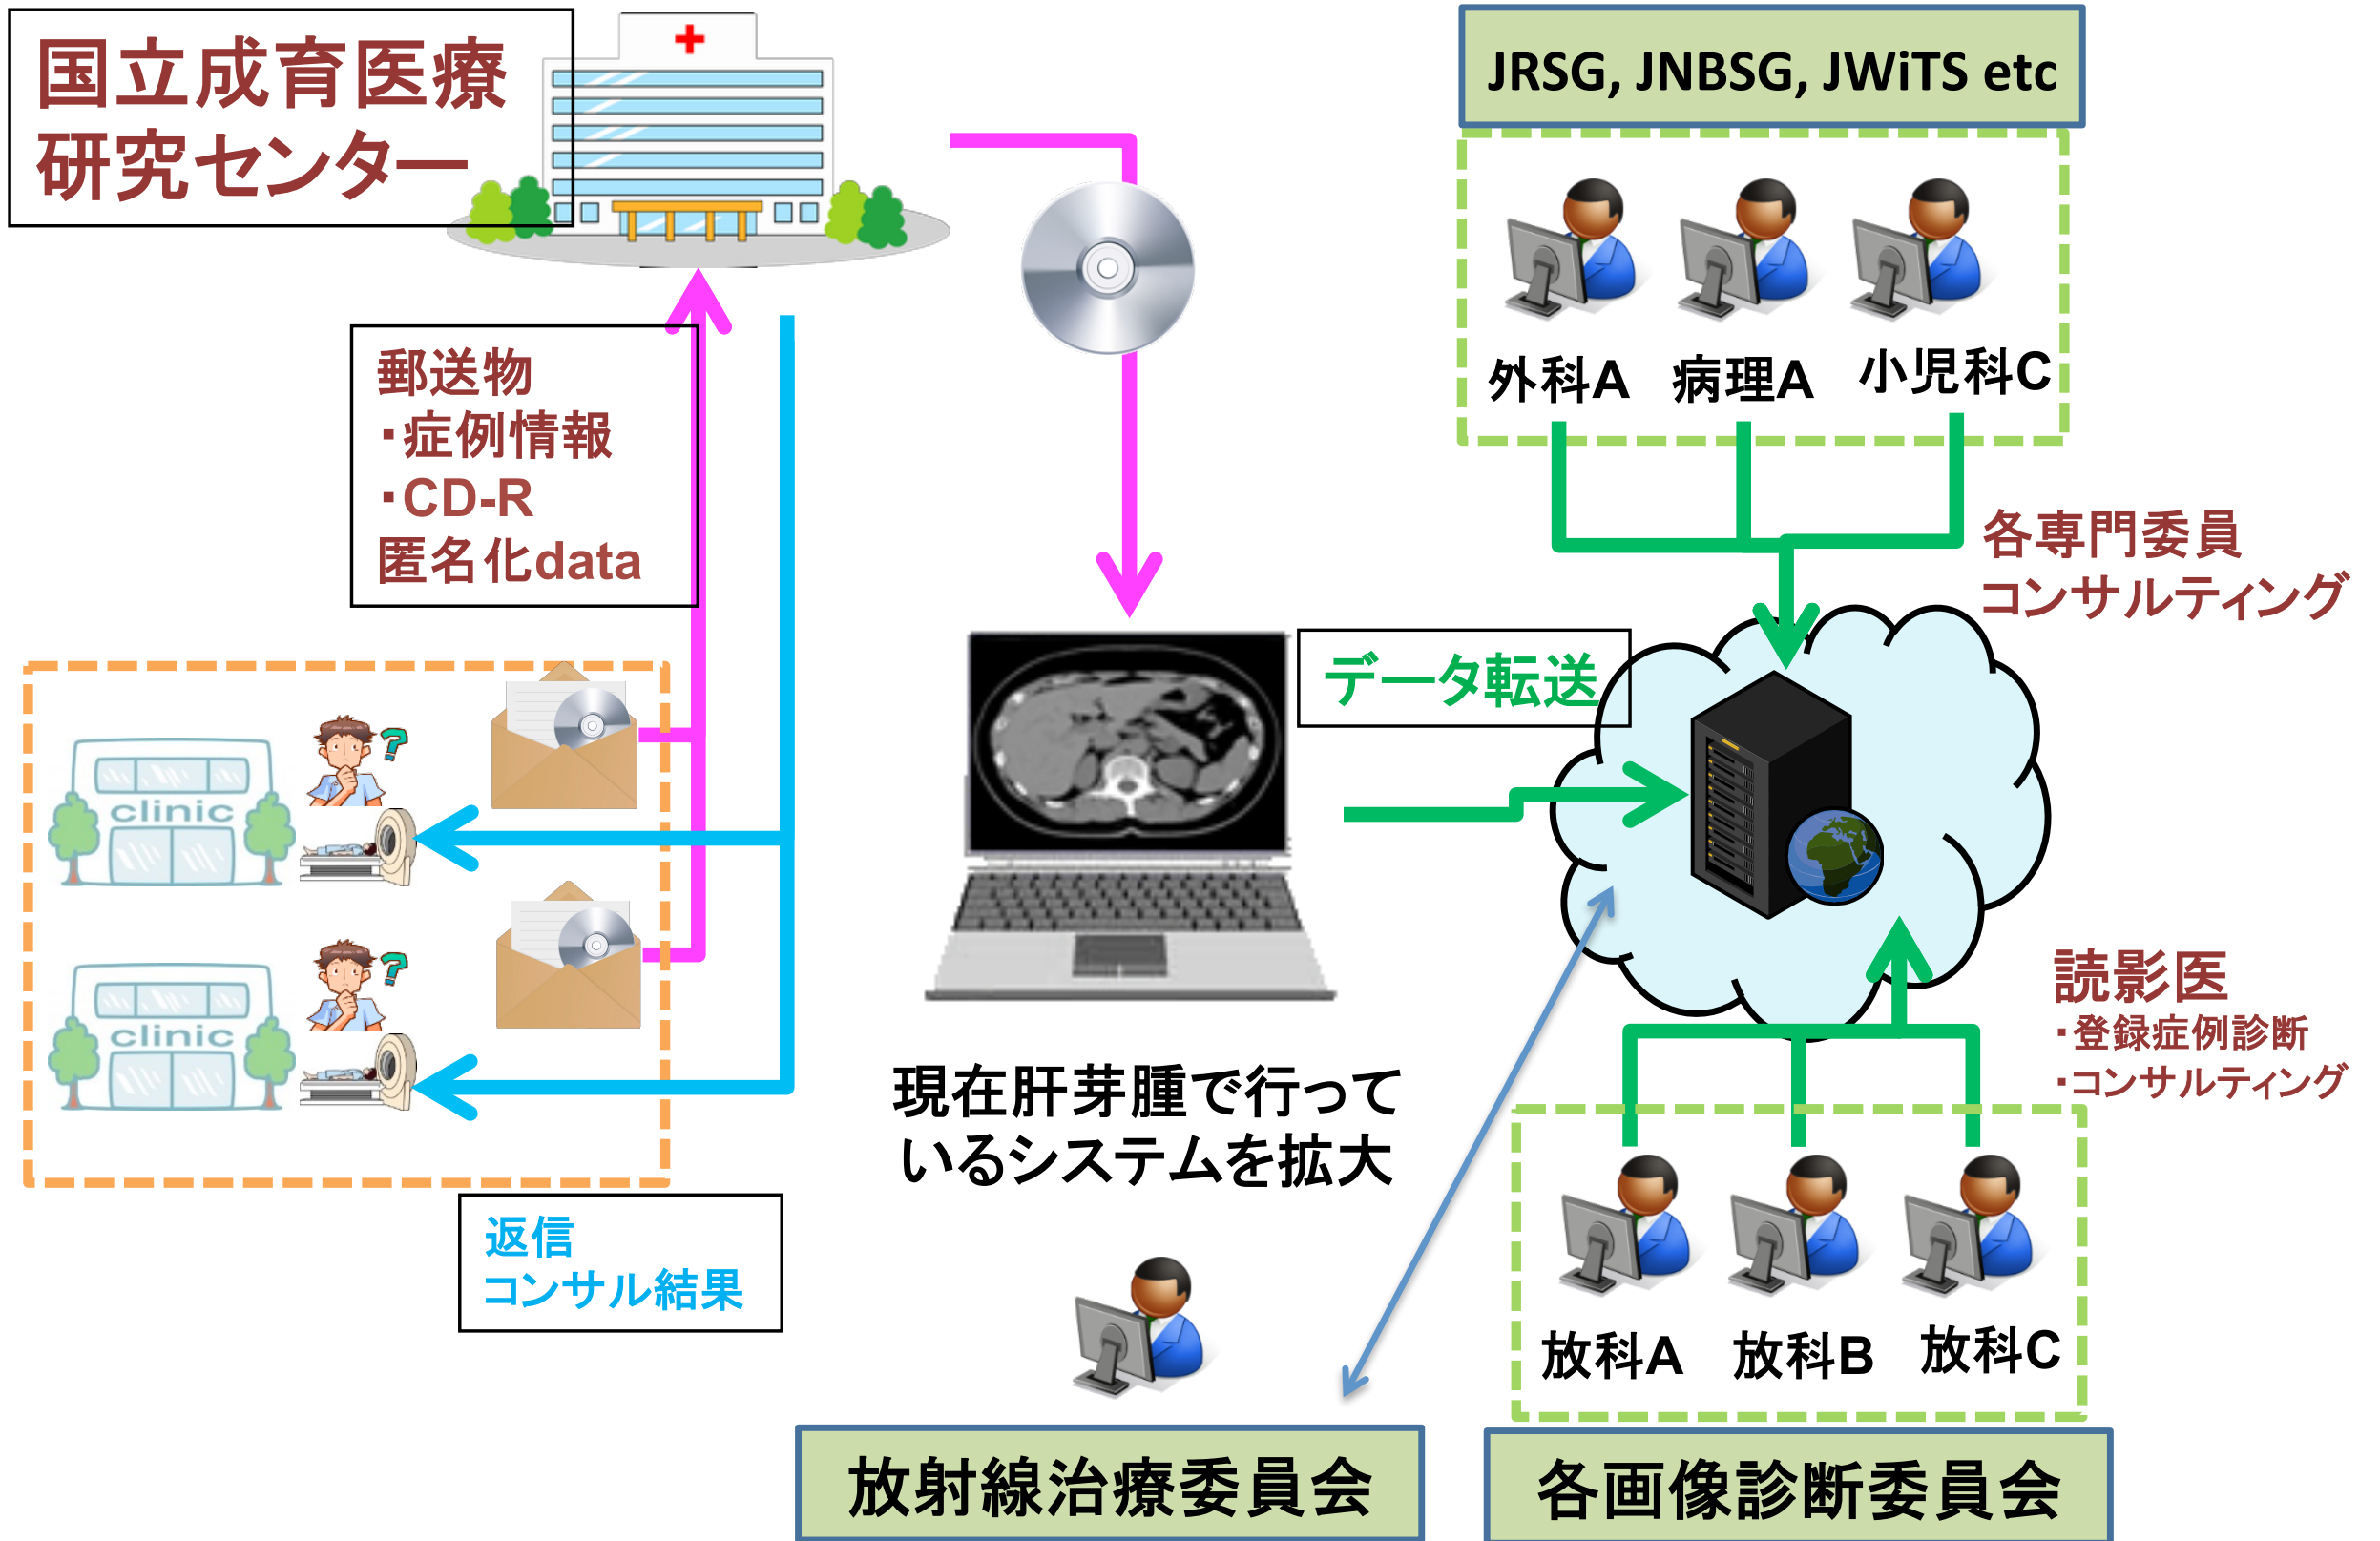 国立成育医療
研究センター
JRSG, JNBSG, JWiTS etc
外科A 病理A 小児科C
郵送物
・症例情報
・CD-R
匿名化data
各専門委員
コンサルティング
データ転送
clinic
?
clinic
?
読影医
・登録症例診断
・コンサルティング
現在肝芽腫で行って
いるシステムを拡大
返信
コンサル結果
放科A 放科B 放科C
放射線治療委員会
各画像診断委員会